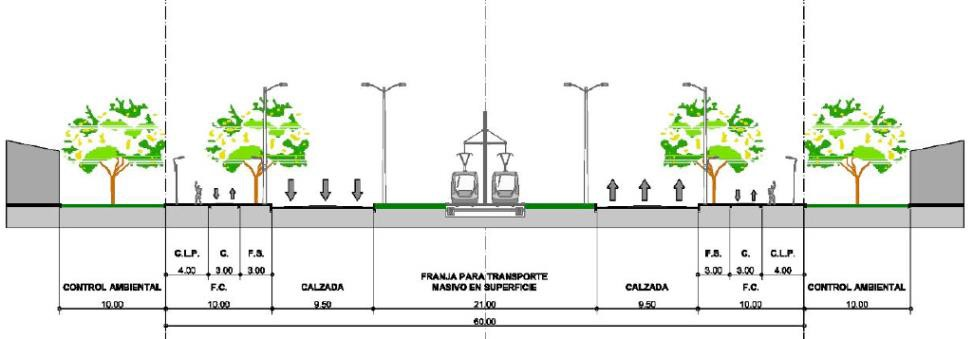 C.L.P. C. F.S. F.S. C. C.L.P.
4.00 3.00 3.00 3.00 3.00 4.00
FRANJA PARA TRANSPORTE
CONTROL AMBIENTAL F.C. CALZADA MASIVO EN SUPERFICIE CALZADA F.C. CONTROL AMBIENTAL
10.00 10.00 9.50 21.00 9.50 10.00 10.00
60.00